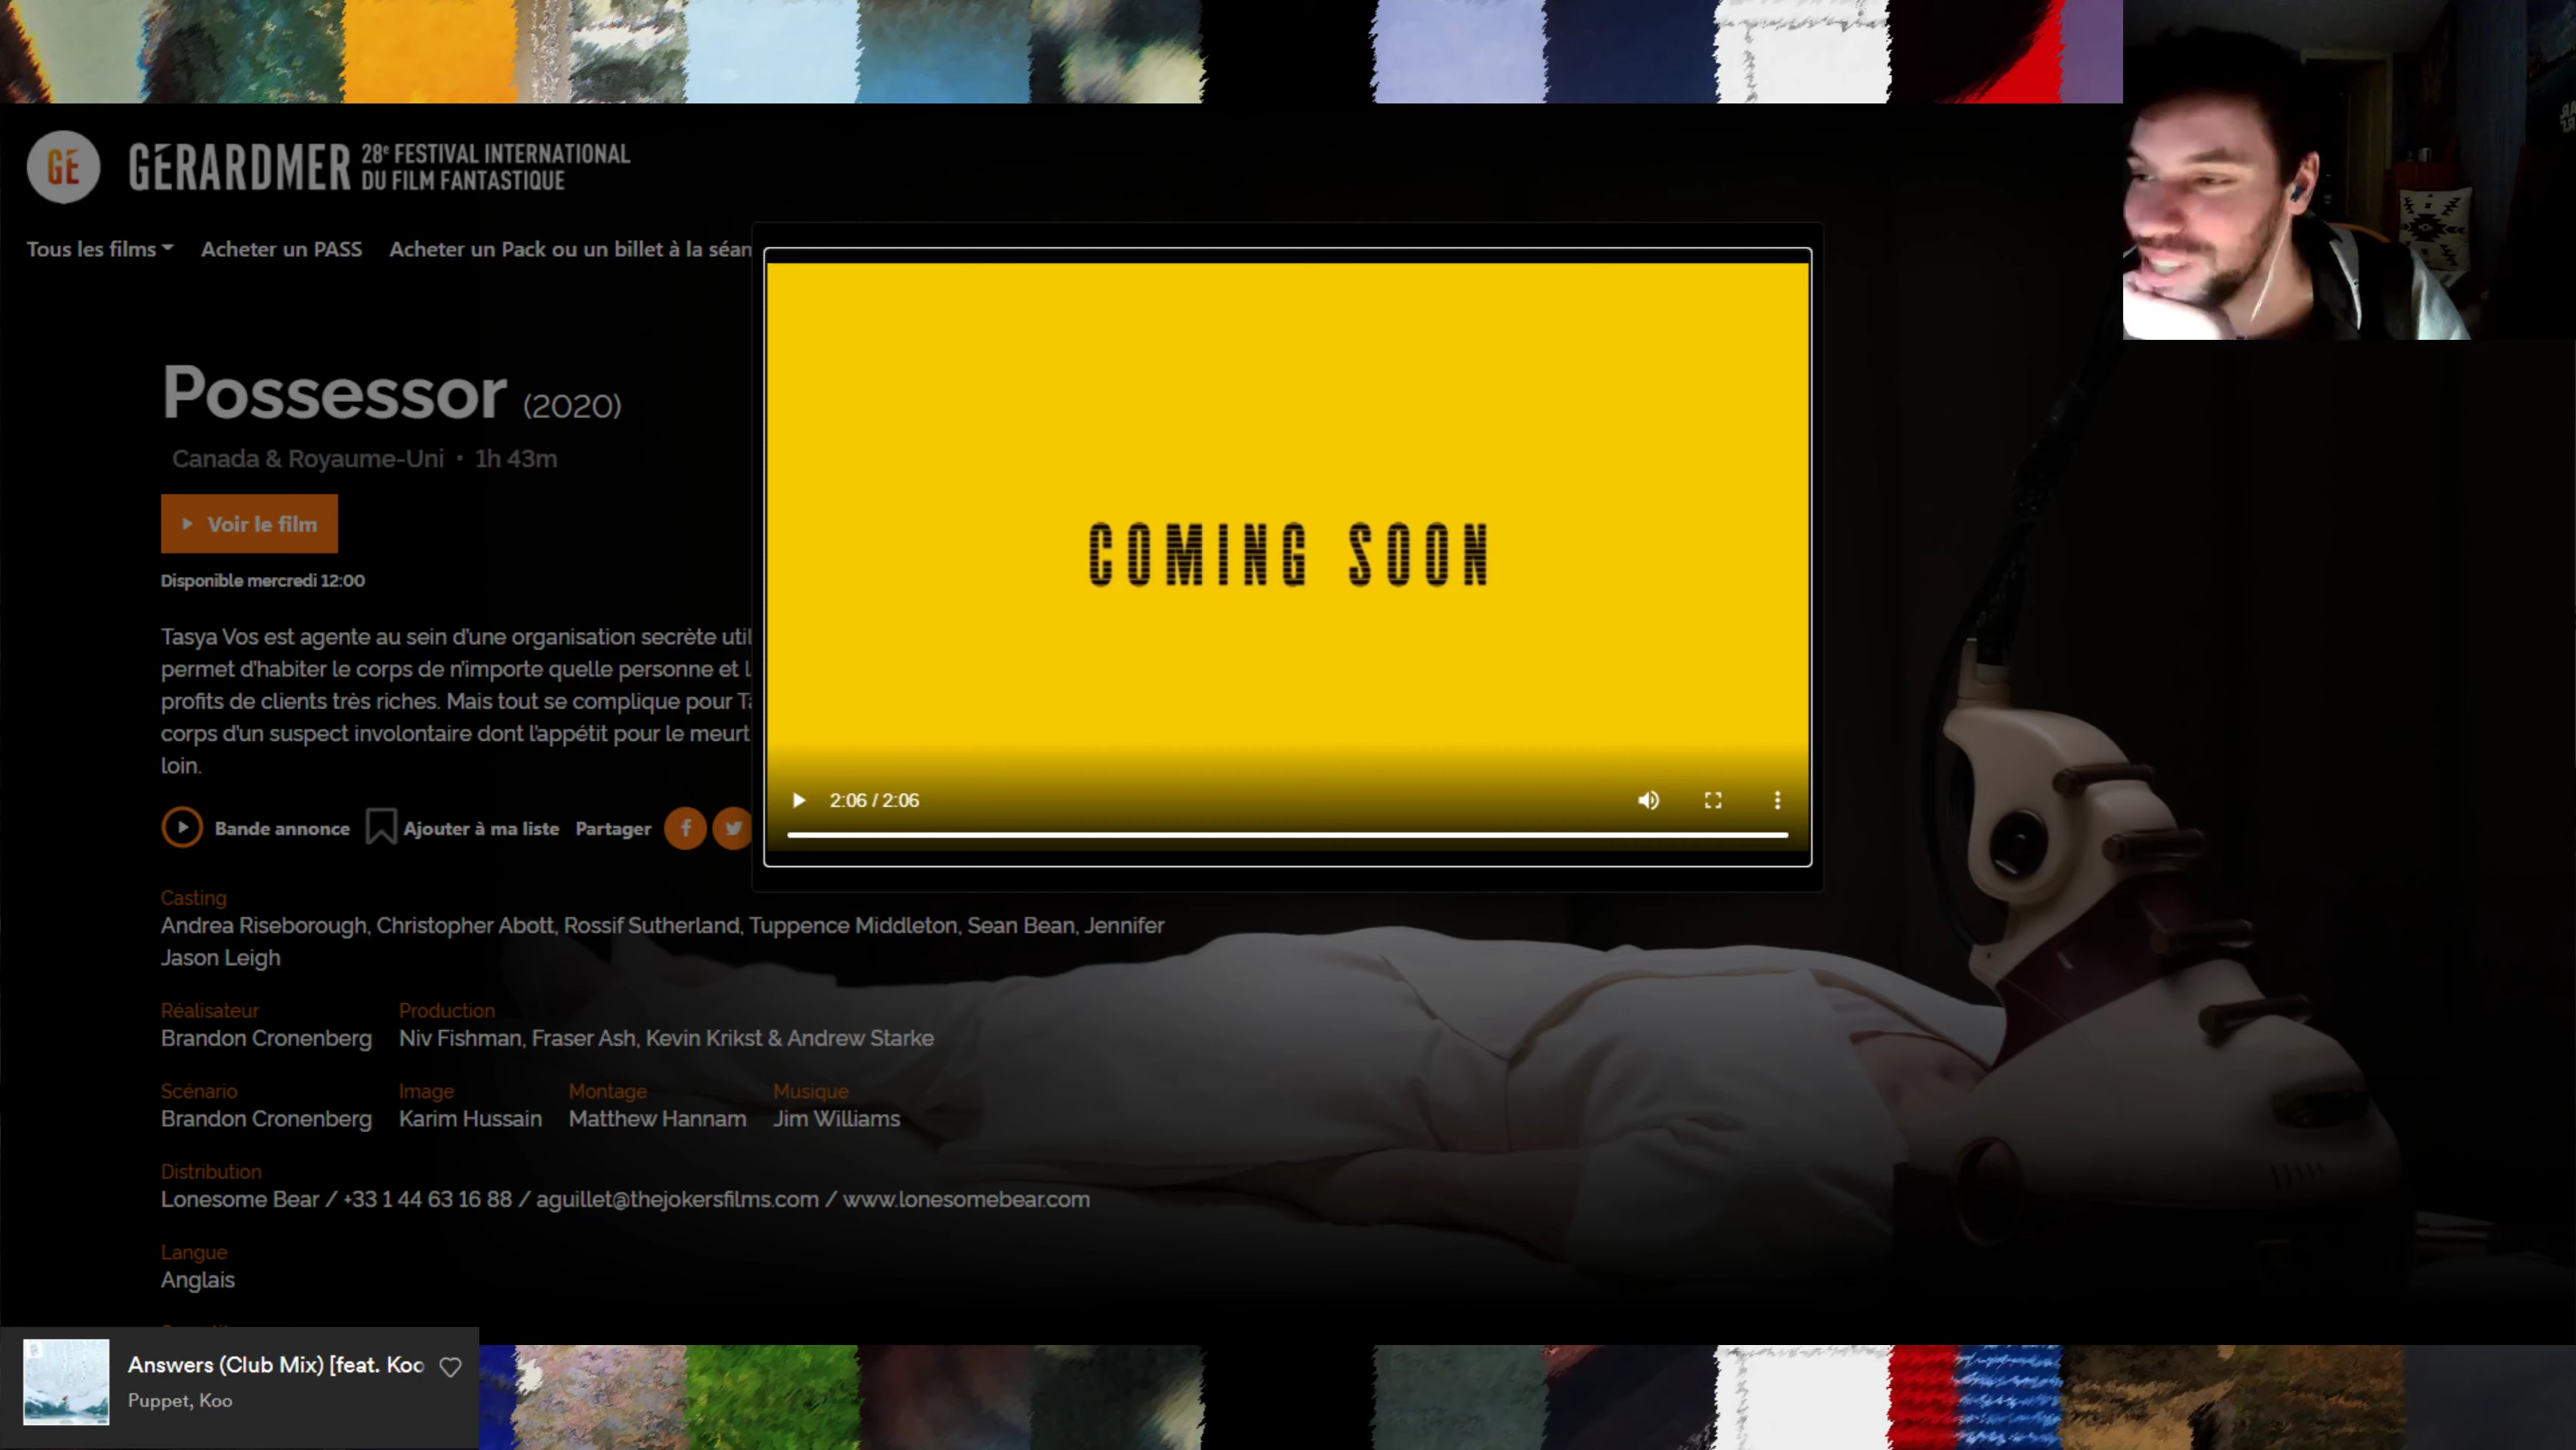 GÉRARDMER
28e FESTIVAL INTERNATIONAL
DU FILM FANTASTIQUE
GE
Tous les films
Acheter un PASS
Acheter un Pack ou un billet à la séan
Possessor (2020)
Canada & Royaume-Uni • 1h 43m
Voir le film
Disponible mercredi 12:00
Tasya Vos est agente au sein d'une organisation secrète util
permet d'habiter le corps de n'importe quelle personne et l
profits de clients très riches. Mais tout se complique pour Ta
corps d'un suspect involontaire dont l'appétit pour le meurt
loin.
COMING SOON
2:06 / 2:06
Bande annonce
Ajouter à ma liste
Partager
Casting
Andrea Riseborough, Christopher Abott, Rossif Sutherland, Tuppence Middleton, Sean Bean, Jennifer
Jason Leigh
Réalisateur
Brandon Cronenberg
Production
Niv Fishman, Fraser Ash, Kevin Krikst & Andrew Starke
Scénario
Brandon Cronenberg
Image
Karim Hussain
Montage
Matthew Hannam
Musique
Jim Williams
Distribution
Lonesome Bear / +33 1 44 63 16 88 / aguillet@thejokersfilms.com / www.lonesomebear.com
Langue
Anglais
Answers (Club Mix) [feat. Koo
Puppet, Koo